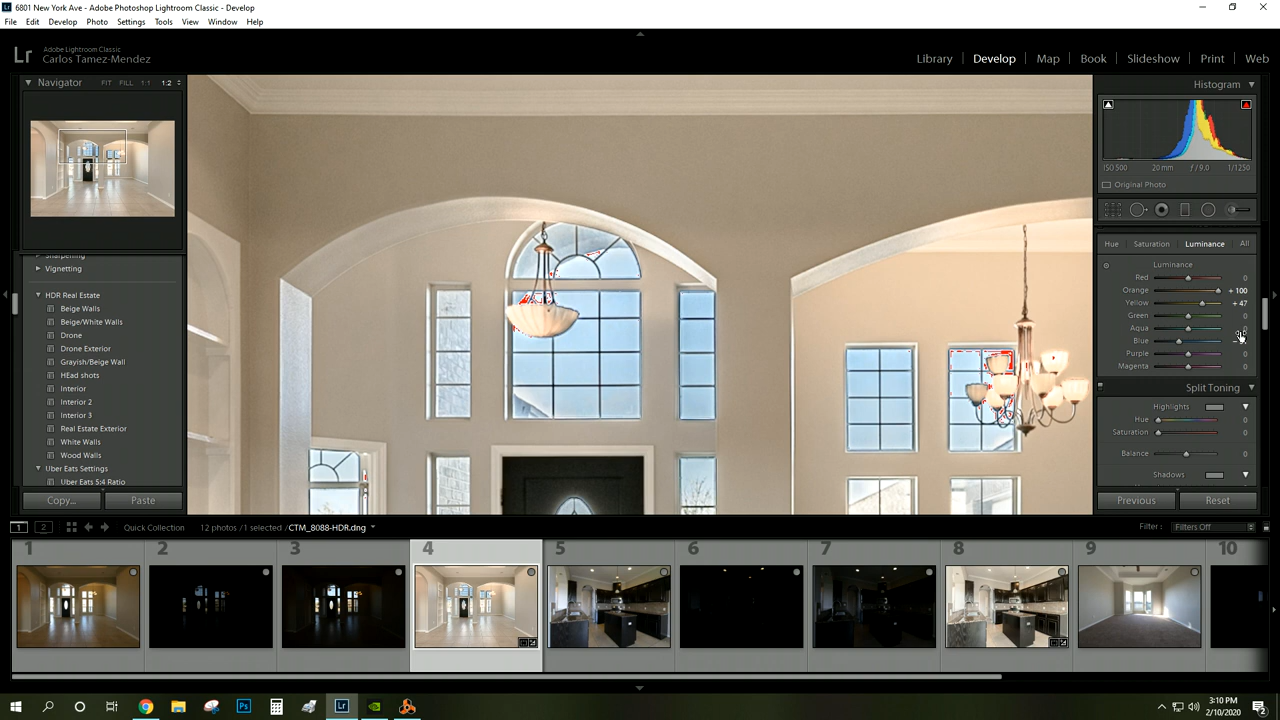 6801 New York Ave - Adobe Photoshop Lightroom Classic - Develop
File Edit Develop Photo Settings Tools View Window Help
Lr Adobe Lightroom Classic
Carlos Tamez-Mendez
Library | Develop | Map | Book | Slideshow | Print | Web
Navigator FIT FILL 1:1 1:2
Histogram
ISO 500 20 mm f / 9.0 1/1250
Original Photo
Hue Saturation Luminance All
Luminance
Red 0
Orange + 100
Yellow + 47
Green 0
Aqua 0
Blue
Purple 0
Magenta 0
Split Toning
Highlights
Hue 0
Saturation 0
Balance 0
Shadows
Sharpening
Vignetting
HDR Real Estate
Beige Walls
Beige/White Walls
Drone
Drone Exterior
Grayish/Beige Wall
HEad shots
Interior
Interior 2
Interior 3
Real Estate Exterior
White Walls
Wood Walls
Uber Eats Settings
Uber Eats 5:4 Ratio
Copy... Paste
Previous Reset
1 2 Quick Collection 12 photos / 1 selected / CTM_8088-HDR.dng Filter : Filters Off
1 2 3 4 5 6 7 8 9 10
Ps Lr
3:10 PM
2/10/2020
2